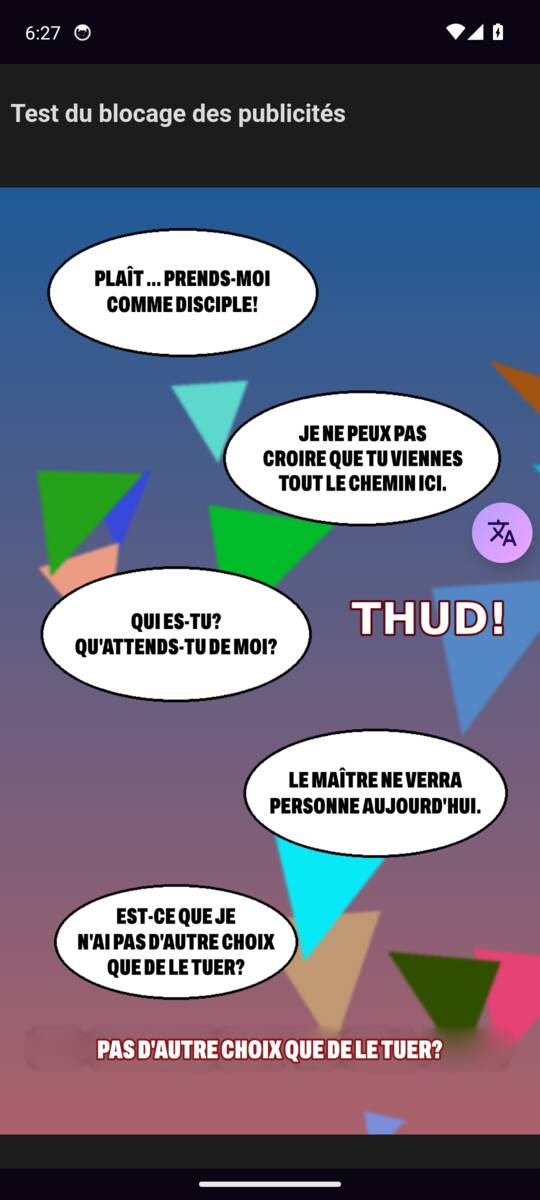 6:27
Test du blocage des publicités
PLAÎT ... PRENDS-MOI
COMME DISCIPLE!
JE NE PEUX PAS
CROIRE QUE TU VIENNES
TOUT LE CHEMIN ICI.
QUI ES-TU?
QU'ATTENDS-TU DE MOI?
THUD!
LE MAÎTRE NE VERRA
PERSONNE AUJOURD'HUI.
EST-CE QUE JE
N'AI PAS D'AUTRE CHOIX
QUE DE LE TUER?
PAS D'AUTRE CHOIX QUE DE LE TUER?